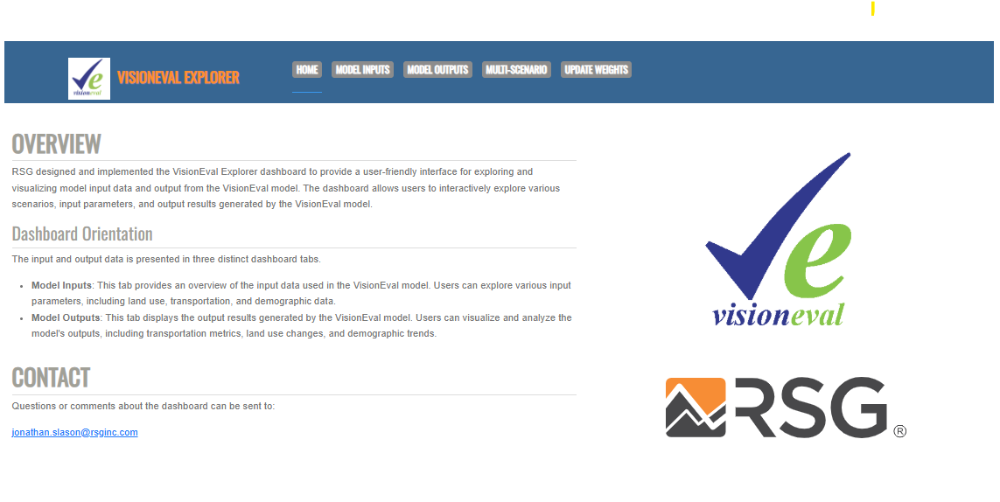 visioneval
VISIONEVAL EXPLORER
HOME
MODEL INPUTS
MODEL OUTPUTS
MULTI-SCENARIO
UPDATE WEIGHTS
OVERVIEW
RSG designed and implemented the VisionEval Explorer dashboard to provide a user-friendly interface for exploring and
visualizing model input data and output from the VisionEval model. The dashboard allows users to interactively explore various
scenarios, input parameters, and output results generated by the VisionEval model.
Dashboard Orientation
The input and output data is presented in three distinct dashboard tabs.
• Model Inputs: This tab provides an overview of the input data used in the VisionEval model. Users can explore various input
parameters, including land use, transportation, and demographic data.
• Model Outputs: This tab displays the output results generated by the VisionEval model. Users can visualize and analyze the
model's outputs, including transportation metrics, land use changes, and demographic trends.
CONTACT
Questions or comments about the dashboard can be sent to:
jonathan.slason@rsginc.com
e
visioneval
RSG®